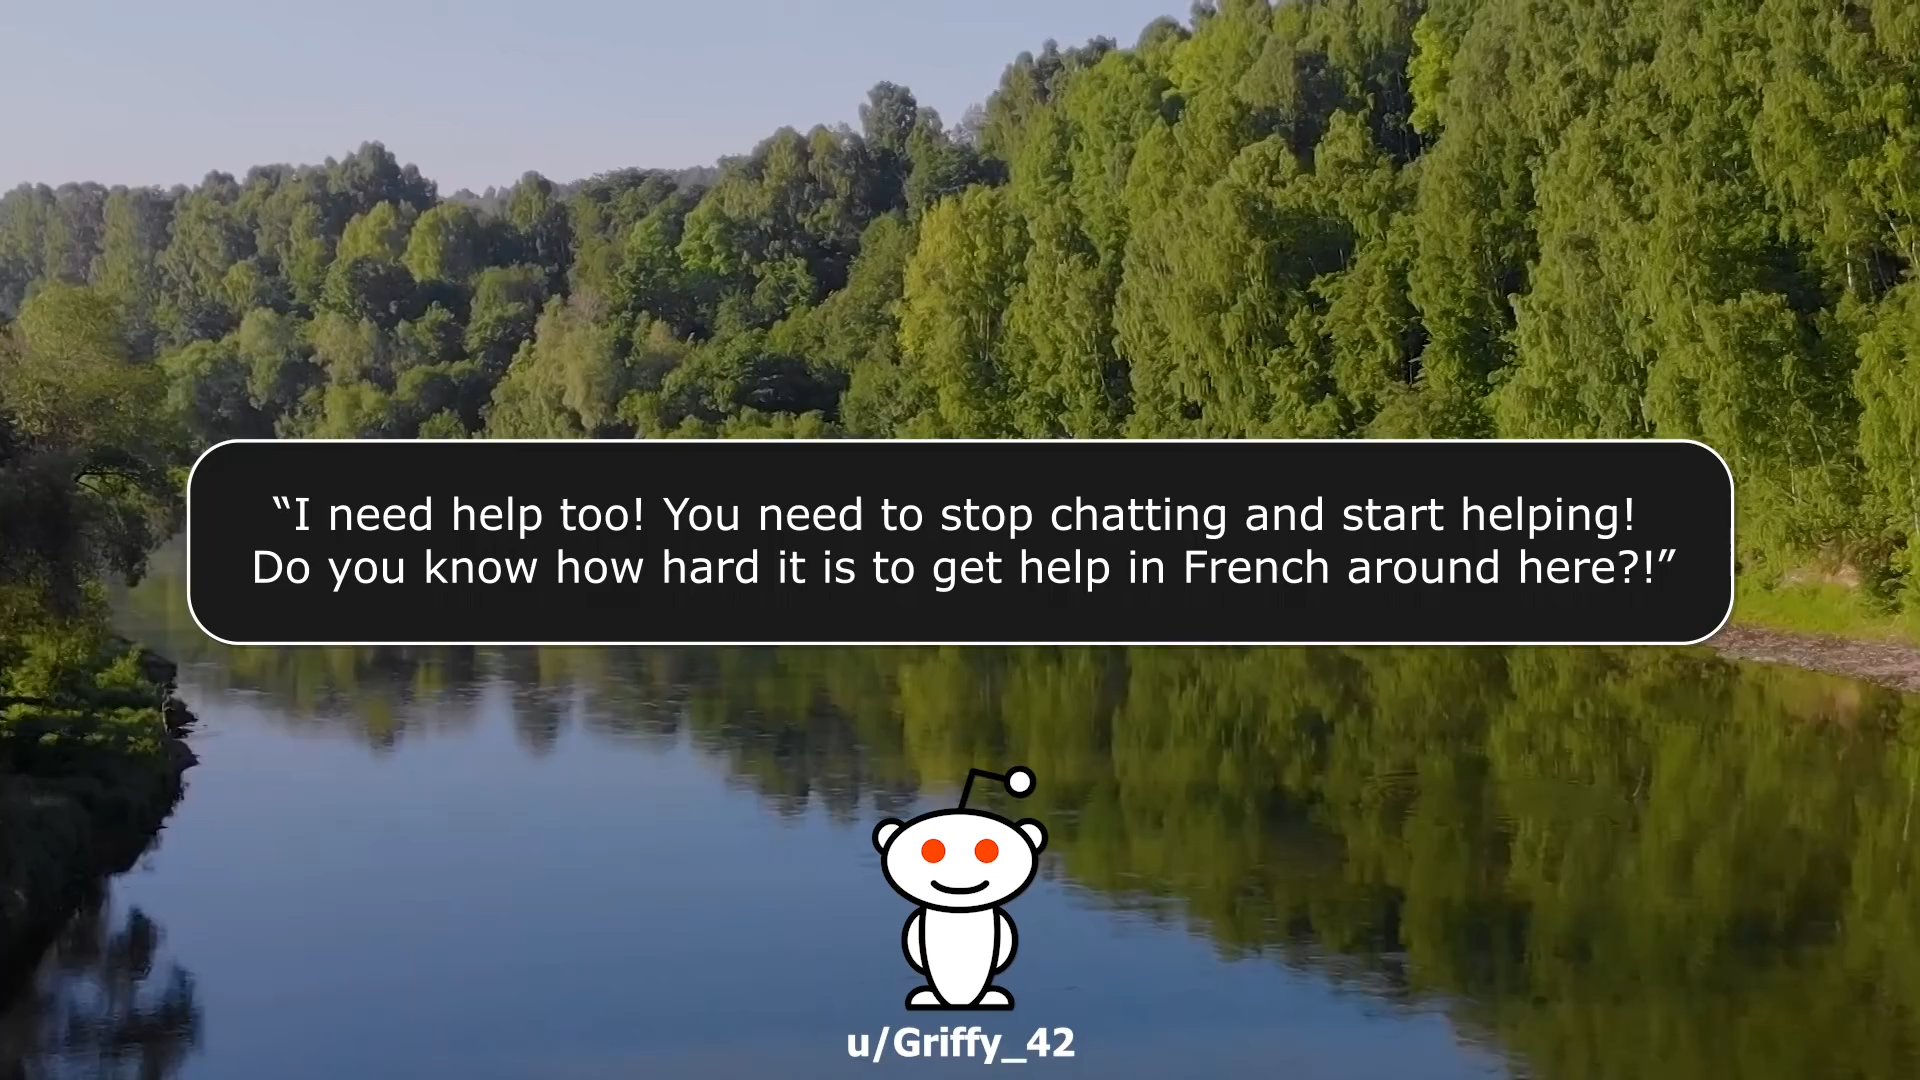 “I need help too! You need to stop chatting and start helping!
Do you know how hard it is to get help in French around here?!”
u/Griffy_42